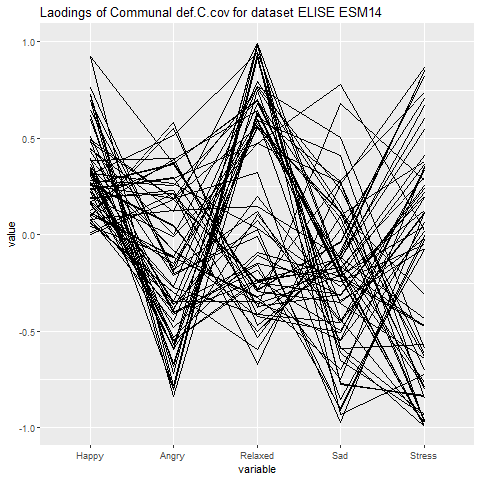 Laodings of Communal def.C.cov for dataset ELISE ESM14
1.0
0.5
0.0
-0.5
-1.0
value
Happy Angry Relaxed Sad Stress
variable